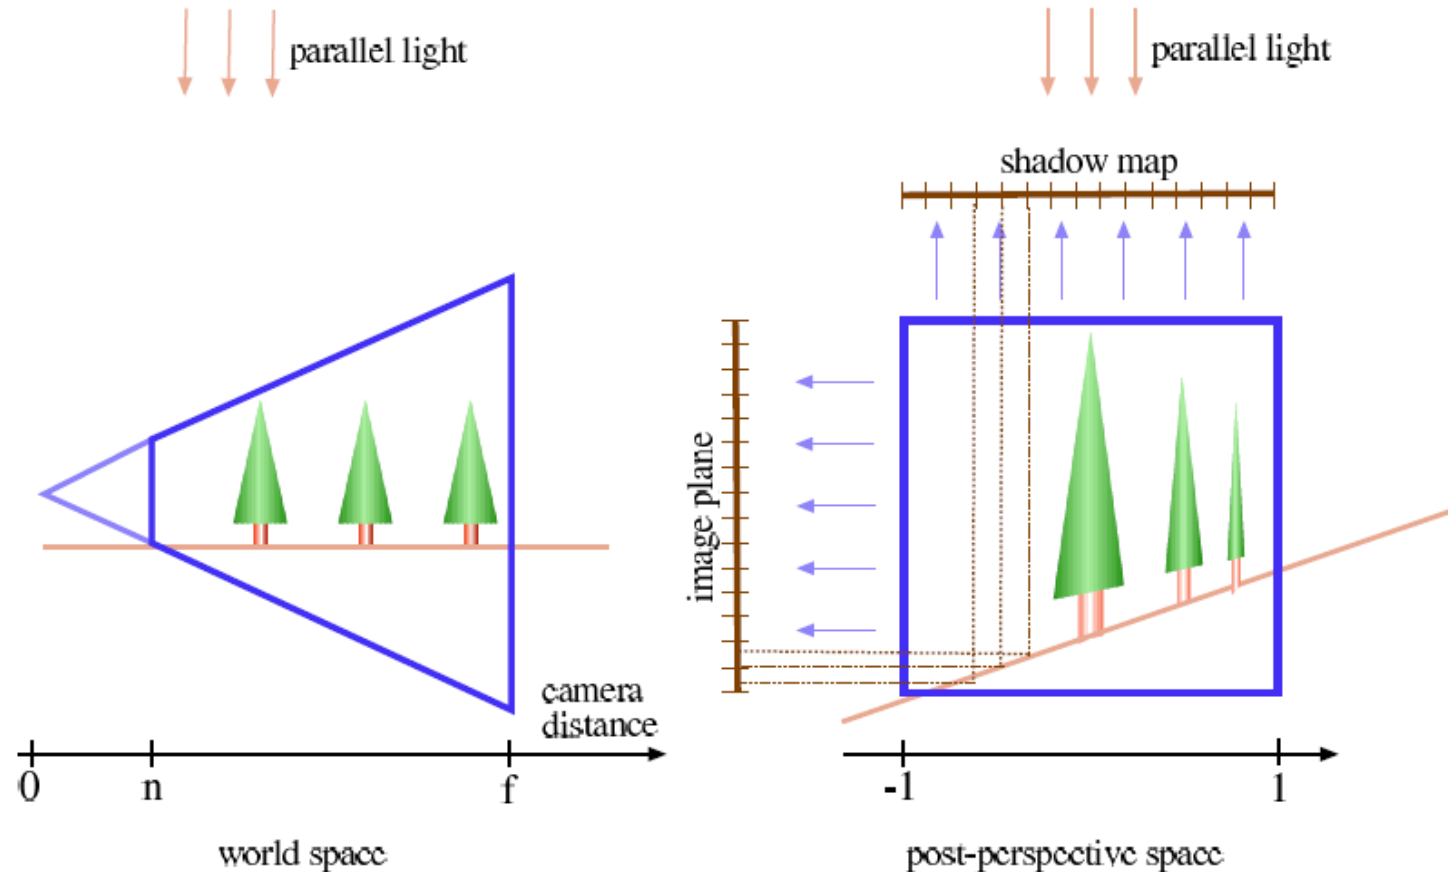 parallel light
parallel light
shadow map
image plane
camera
distance
0
n
f
-1
1
world space
post-perspective space